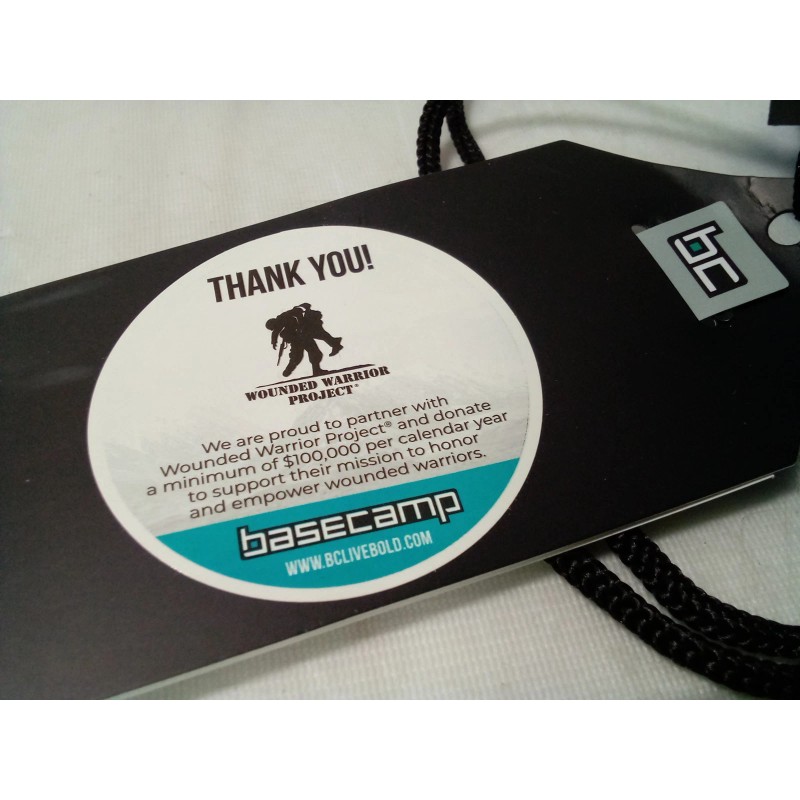 THANK YOU!
WOUNDED WARRIOR
PROJECT®
We are proud to partner with
Wounded Warrior Project® and donate
a minimum of $100,000 per calendar year
to support their mission to honor
and empower wounded warriors.
basecamp
WWW.BCLIVEBOLD.COM
bc